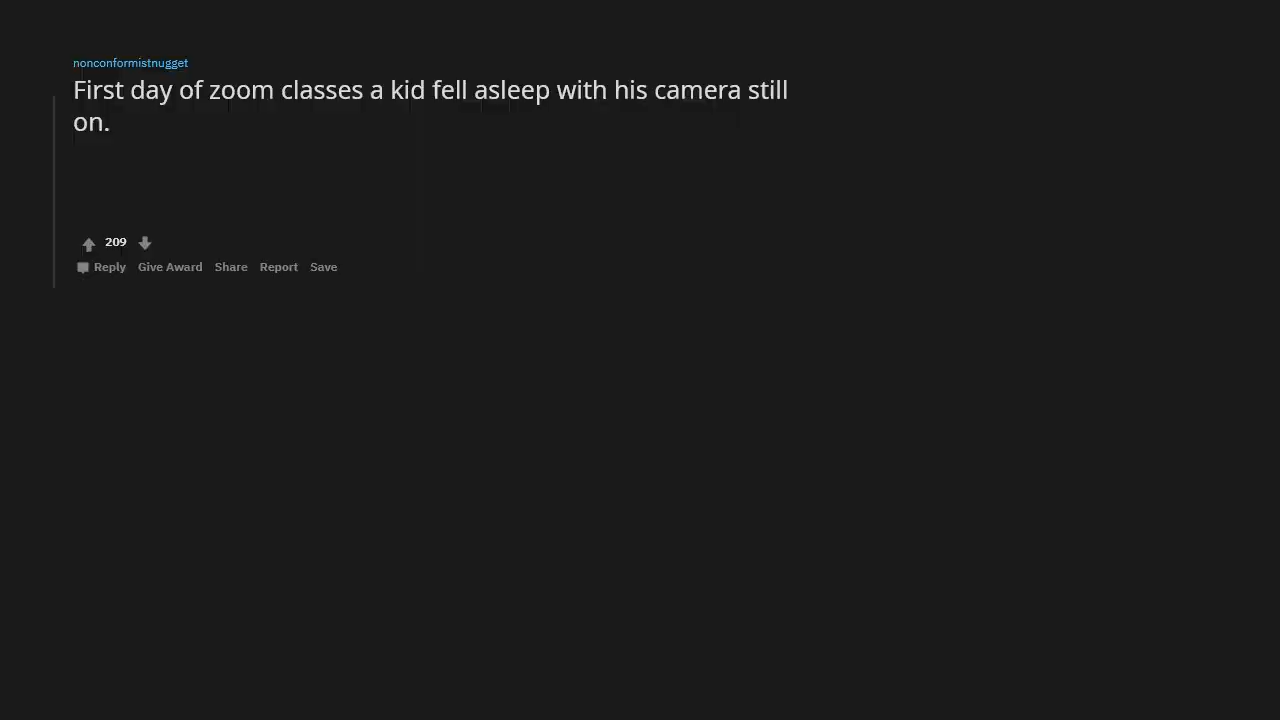 nonconformistnugget
First day of zoom classes a kid fell asleep with his camera still
on.
209
Reply Give Award Share Report Save